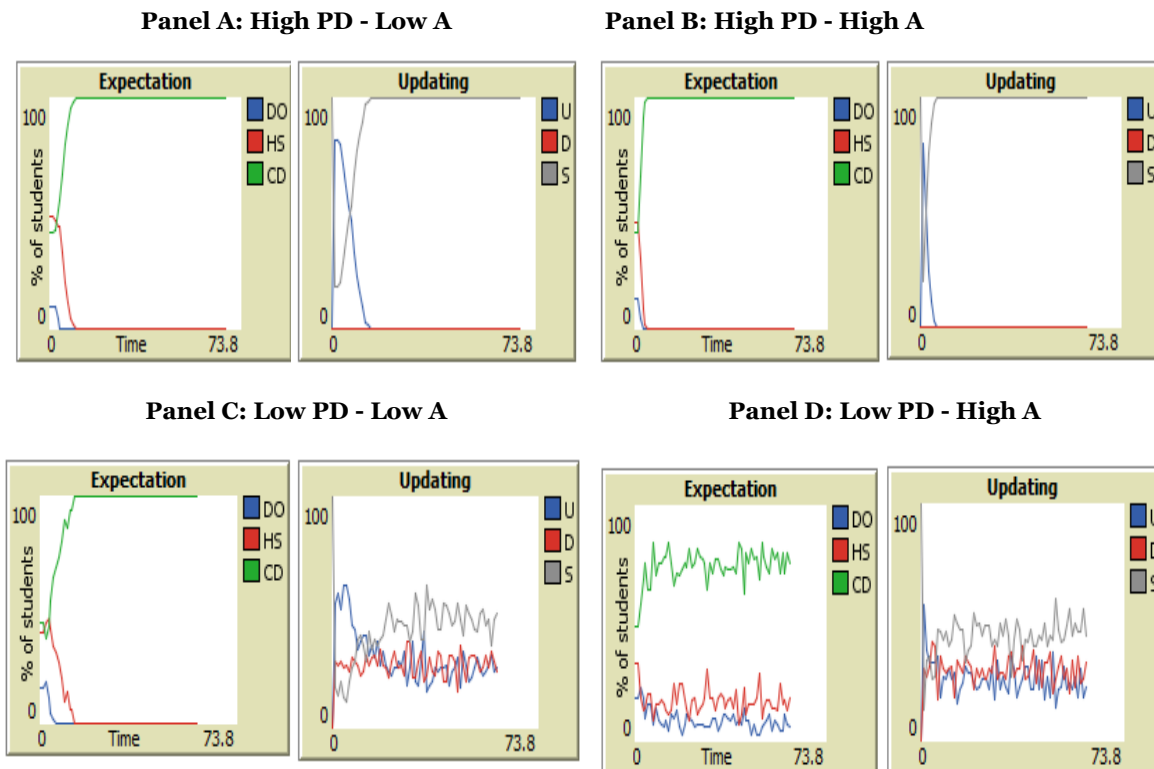 Panel A: High PD - Low A
Panel B: High PD - High A
Expectation
100
% of students
0
0
Time
73.8
DO
HS
CD
Updating
100
0
0
73.8
U
D
S
Expectation
100
% of students
0
0
Time
73.8
DO
HS
CD
Updating
100
0
0
73.8
U
D
S
Panel C: Low PD - Low A
Panel D: Low PD - High A
Expectation
100
% of students
0
0
Time
73.8
DO
HS
CD
Updating
100
0
0
73.8
U
D
S
Expectation
100
% of students
0
0
Time
73.8
DO
HS
CD
Updating
100
0
0
73.8
U
D
S